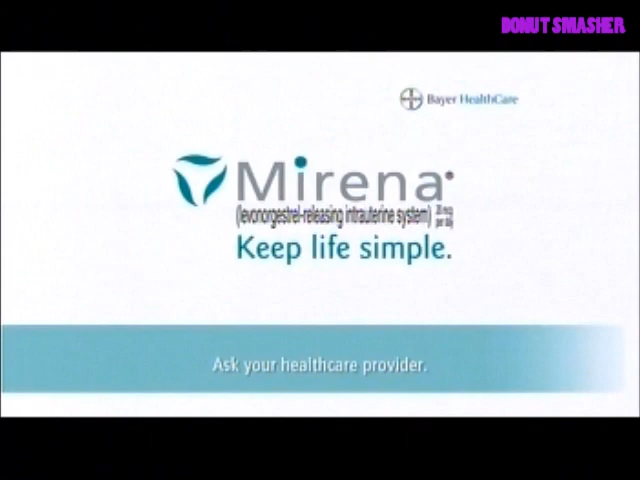 DONUT SMASHER
Bayer HealthCare
Mirena®
(levonorgestrel-releasing intrauterine system)
Keep life simple.
Ask your healthcare provider.